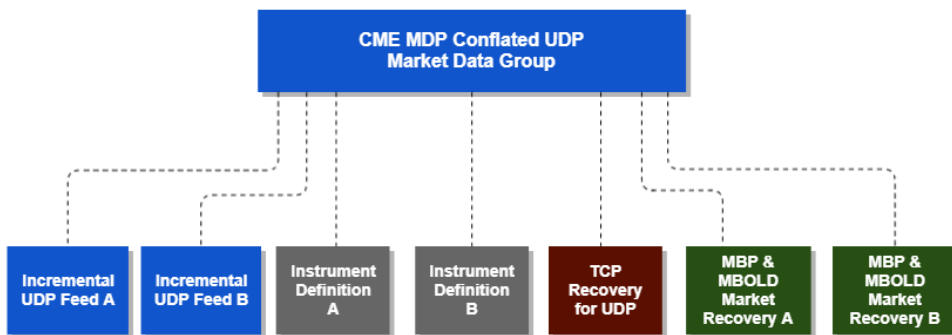 CME MDP Conflated UDP
Market Data Group
Incremental
UDP Feed A
Incremental
UDP Feed B
Instrument
Definition
A
Instrument
Definition
B
TCP
Recovery
for UDP
MBP &
MBOLD
Market
Recovery A
MBP &
MBOLD
Market
Recovery B